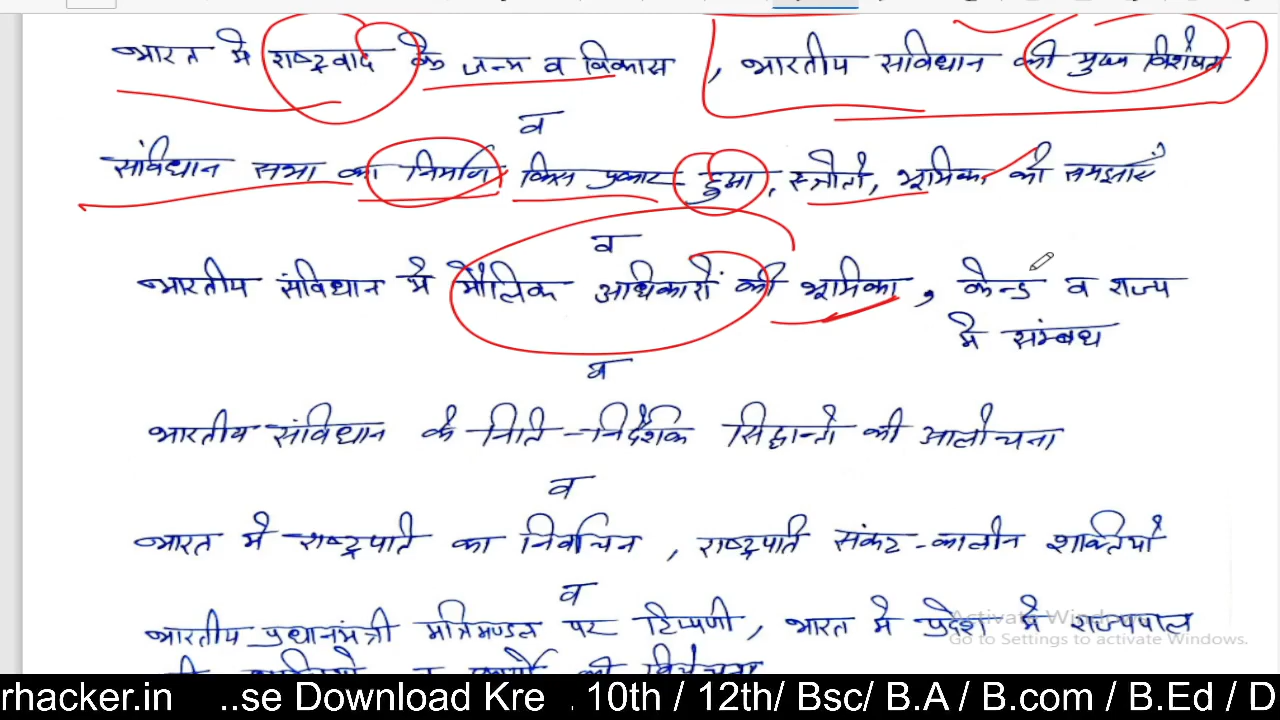 भारत में राष्ट्रवाद के जन्म व विकास , भारतीय संविधान की मुख्य विशेषता
व
संविधान सभा का निर्माण किस प्रकार हुआ, स्त्रोतो, भूमिका को समझाए
व
भारतीय संविधान में मौलिक अधिकारों की भूमिका , केन्द्र व राज्य
में सम्बध
व
भारतीय संविधान के निति-निर्देशक सिद्धान्तो की आलोचना
व
भारत में राष्ट्रपति का निर्वाचन , राष्ट्रपति संकट-कालीन शक्तियाँ
व
भारतीय प्रधानमंत्री मंत्रिमण्डल पर टिप्पणी, भारत में प्रदेश में राज्यपाल
Activate Windows
Go to Settings to activate Windows.
rhacker.in ..se Download Kre . 10th / 12th/ Bsc/ B.A / B.com / B.Ed / D